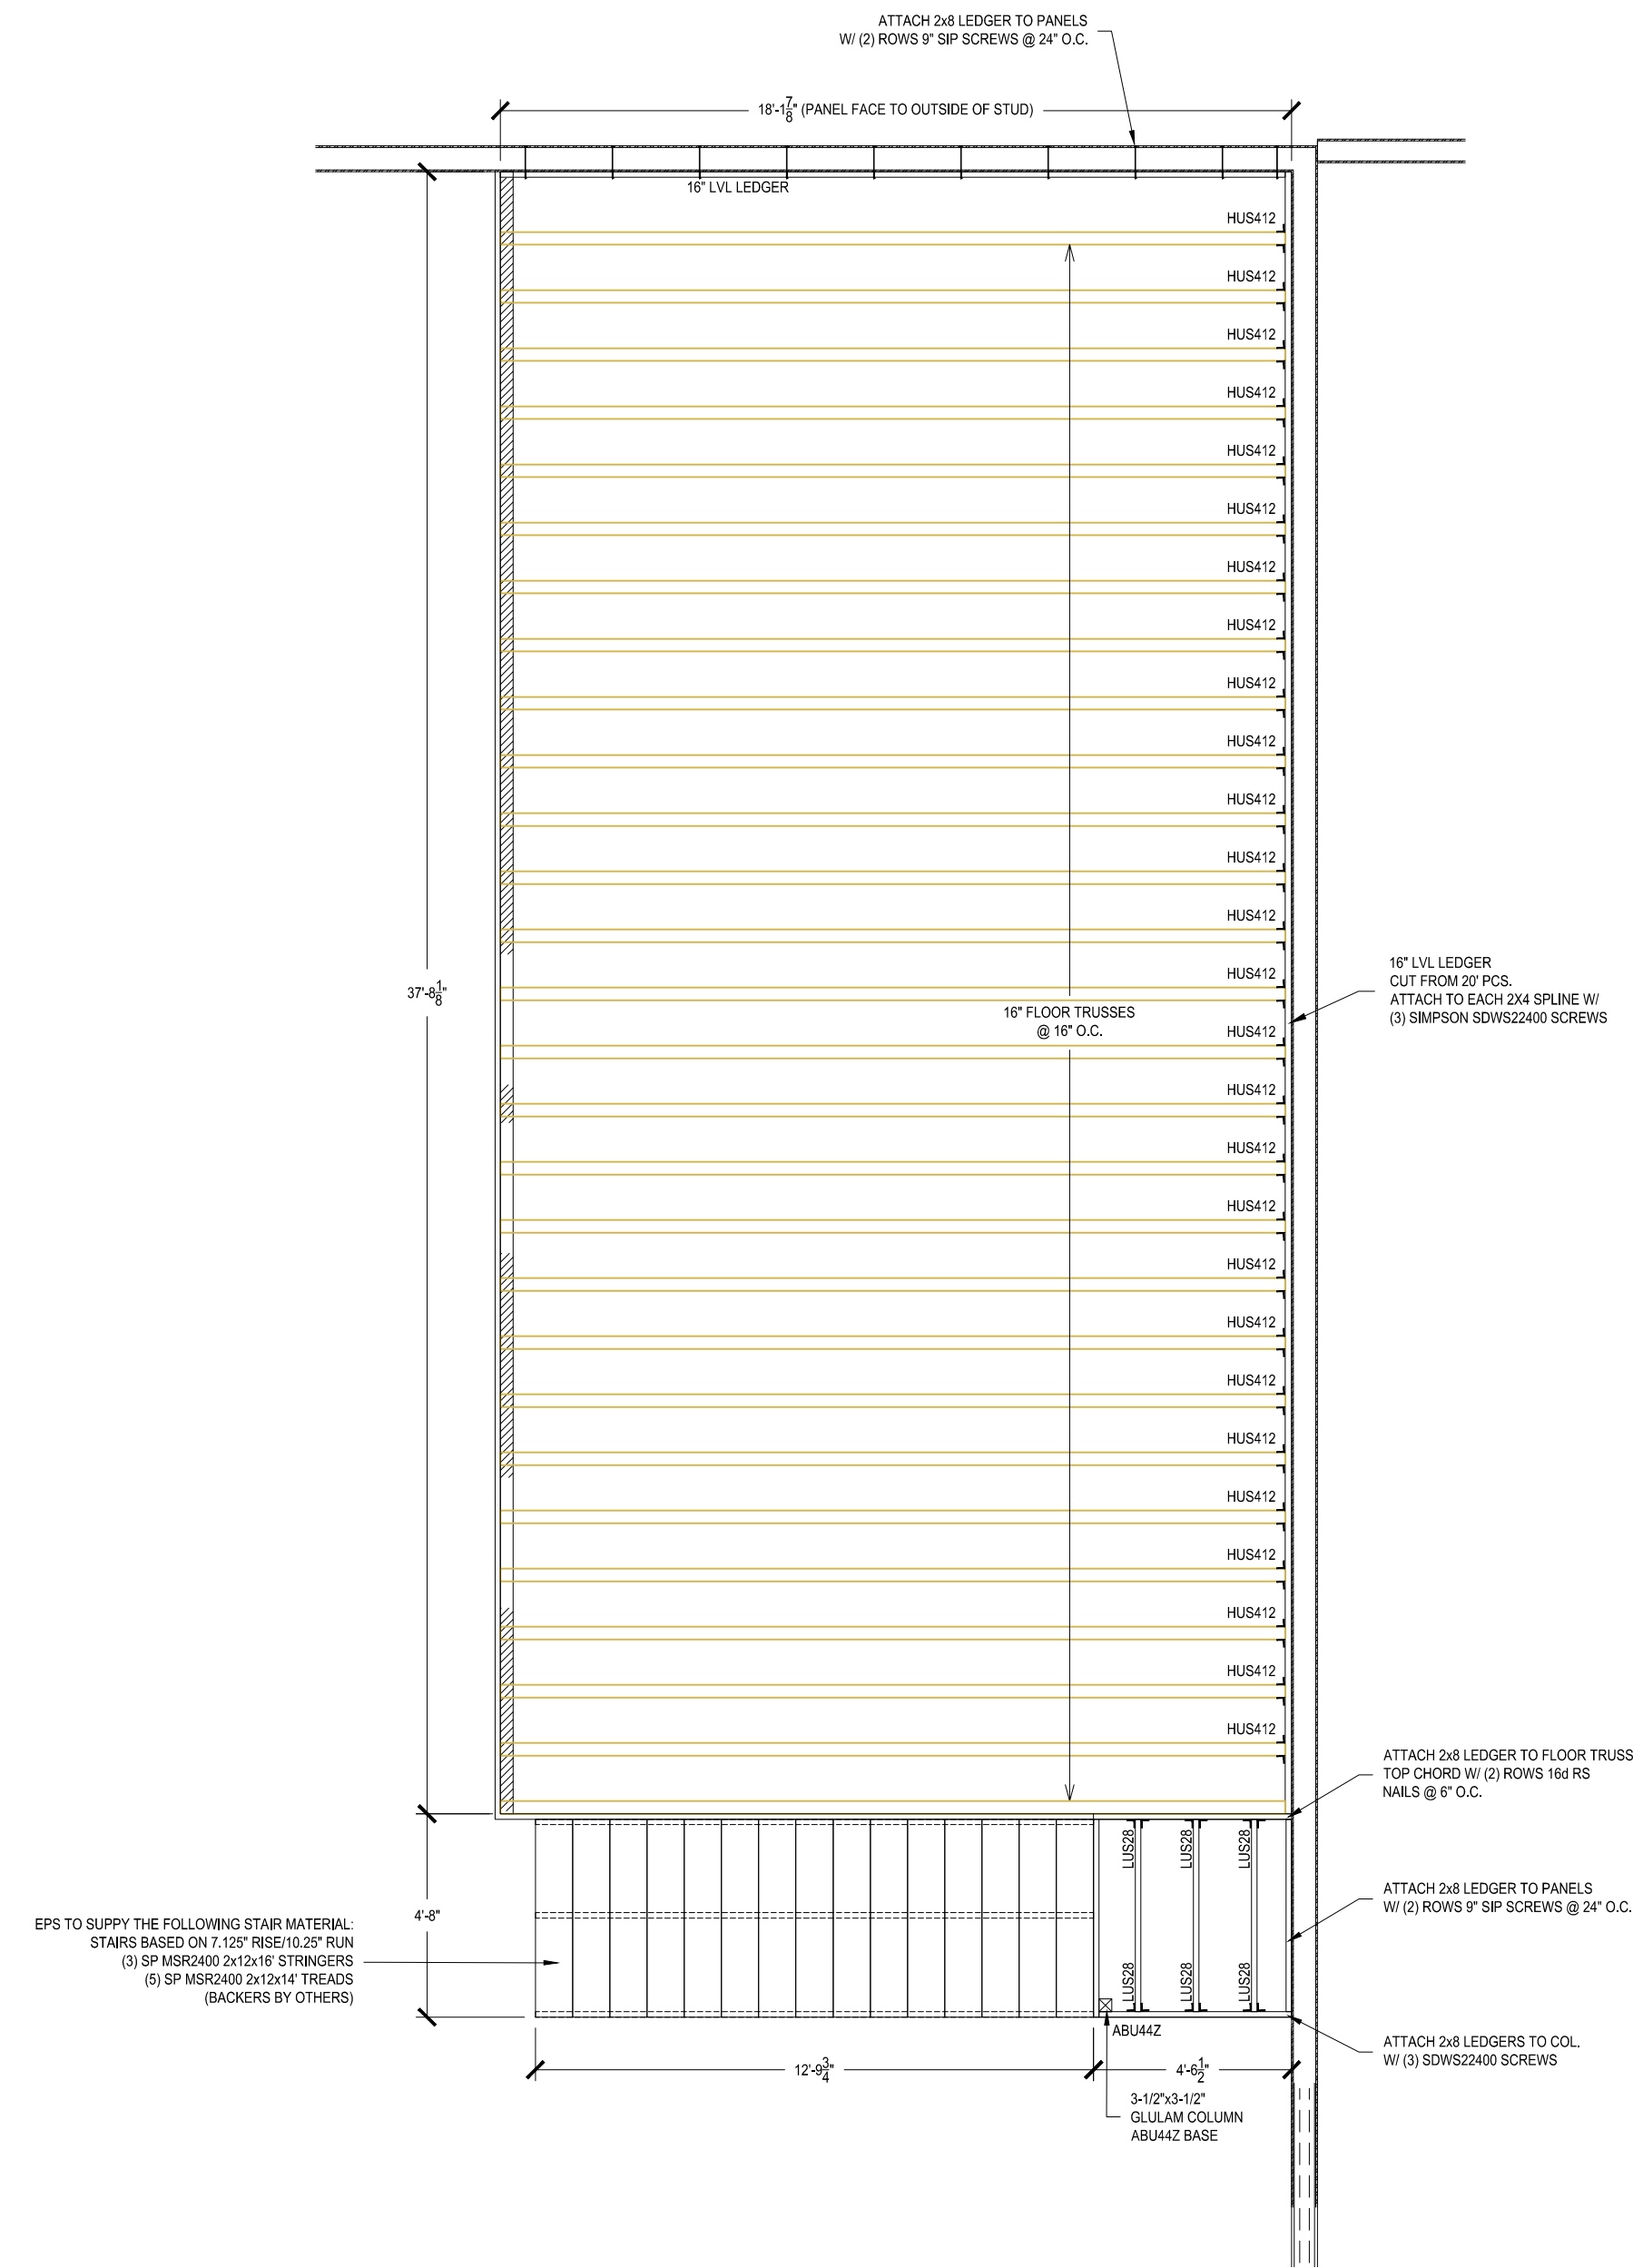 ATTACH 2x8 LEDGER TO PANELS
W/ (2) ROWS 9" SIP SCREWS @ 24" O.C.
18'-1 7/8" (PANEL FACE TO OUTSIDE OF STUD)
16" LVL LEDGER
HUS412
HUS412
HUS412
HUS412
HUS412
HUS412
HUS412
HUS412
HUS412
HUS412
HUS412
HUS412
HUS412
HUS412
37'-8 1/8"
16" FLOOR TRUSSES
@ 16" O.C.
16" LVL LEDGER
CUT FROM 20' PCS.
ATTACH TO EACH 2X4 SPLINE W/
(3) SIMPSON SDWS22400 SCREWS
HUS412
HUS412
HUS412
HUS412
HUS412
HUS412
HUS412
HUS412
HUS412
HUS412
HUS412
HUS412
HUS412
ATTACH 2x8 LEDGER TO FLOOR TRUSS
TOP CHORD W/ (2) ROWS 16d RS
NAILS @ 6" O.C.
LUS28
LUS28
LUS28
ATTACH 2x8 LEDGER TO PANELS
W/ (2) ROWS 9" SIP SCREWS @ 24" O.C.
4'-8"
EPS TO SUPPY THE FOLLOWING STAIR MATERIAL:
STAIRS BASED ON 7.125" RISE/10.25" RUN
(3) SP MSR2400 2x12x16' STRINGERS
(5) SP MSR2400 2x12x14' TREADS
(BACKERS BY OTHERS)
LUS28
LUS28
LUS28
ABU44Z
ATTACH 2x8 LEDGERS TO COL.
W/ (3) SDWS22400 SCREWS
12'-9 3/4"
4'-6 1/2"
3-1/2"x3-1/2"
GLULAM COLUMN
ABU44Z BASE